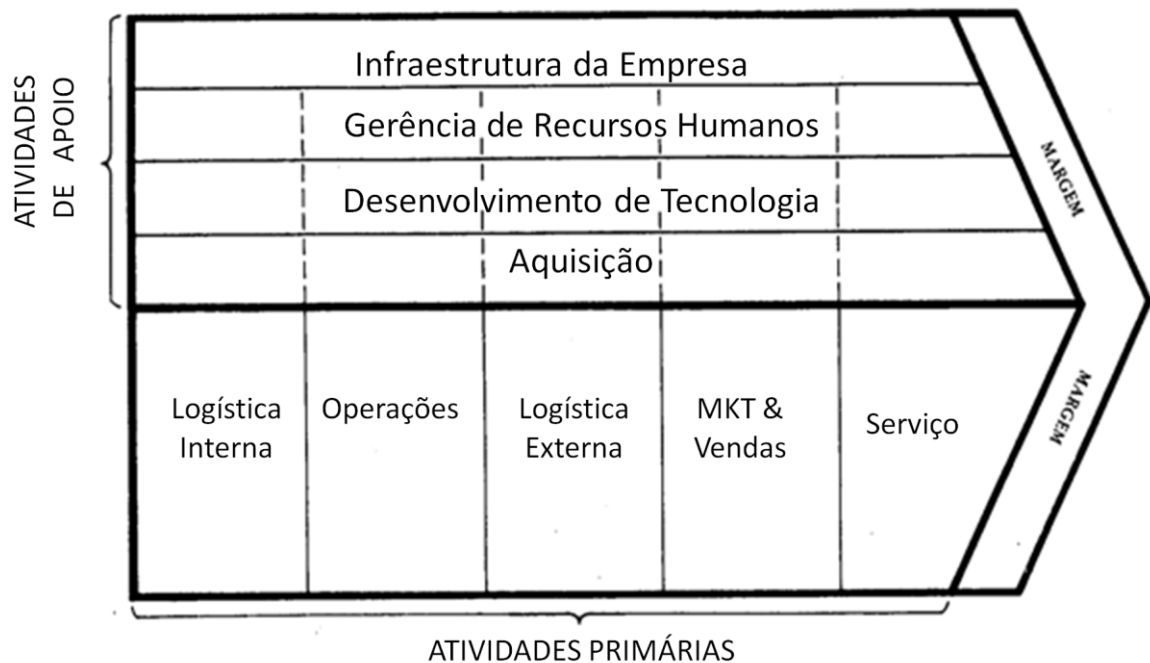 ATIVIDADES
DE APOIO
Infraestrutura da Empresa
Gerência de Recursos Humanos
Desenvolvimento de Tecnologia
Aquisição
MARGEM
Logística
Interna
Operações
Logística
Externa
MKT &
Vendas
Serviço
MARGEM
ATIVIDADES PRIMÁRIAS